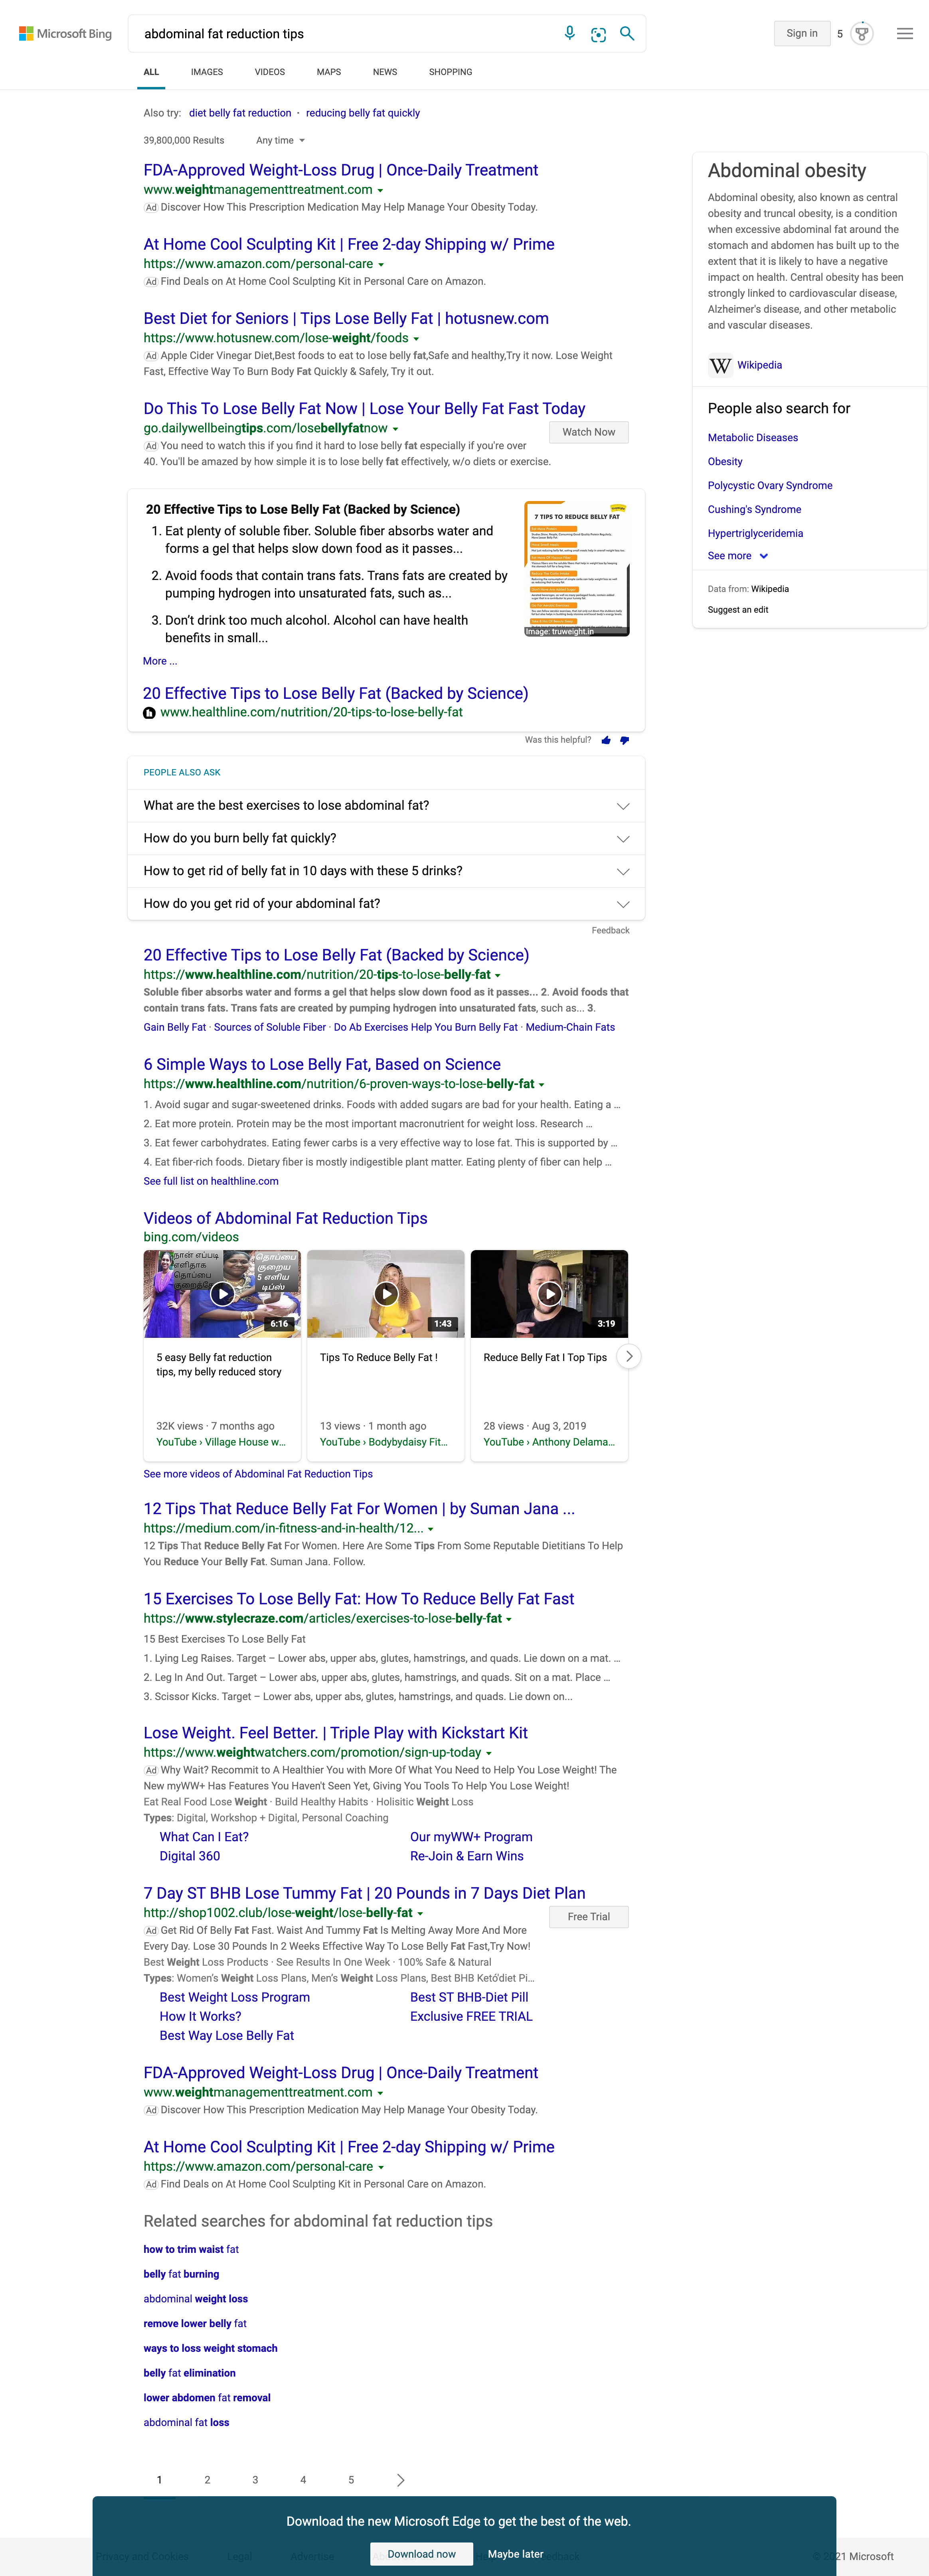 Microsoft Bing
abdominal fat reduction tips
Sign in
5
ALL
IMAGES
VIDEOS
MAPS
NEWS
SHOPPING
Also try: diet belly fat reduction · reducing belly fat quickly
39,800,000 Results
Any time
FDA-Approved Weight-Loss Drug | Once-Daily Treatment
www.weightmanagementtreatment.com
Ad Discover How This Prescription Medication May Help Manage Your Obesity Today.
At Home Cool Sculpting Kit | Free 2-day Shipping w/ Prime
https://www.amazon.com/personal-care
Ad Find Deals on At Home Cool Sculpting Kit in Personal Care on Amazon.
Best Diet for Seniors | Tips Lose Belly Fat | hotusnew.com
https://www.hotusnew.com/lose-weight/foods
Ad Apple Cider Vinegar Diet,Best foods to eat to lose belly fat,Safe and healthy,Try it now. Lose Weight
Fast, Effective Way To Burn Body Fat Quickly & Safely, Try it out.
Do This To Lose Belly Fat Now | Lose Your Belly Fat Fast Today
go.dailywellbeingtips.com/losebellyfatnow
Watch Now
Ad You need to watch this if you find it hard to lose belly fat especially if you're over
40. You'll be amazed by how simple it is to lose belly fat effectively, w/o diets or exercise.
20 Effective Tips to Lose Belly Fat (Backed by Science)
1. Eat plenty of soluble fiber. Soluble fiber absorbs water and
forms a gel that helps slow down food as it passes...
2. Avoid foods that contain trans fats. Trans fats are created by
pumping hydrogen into unsaturated fats, such as...
3. Don’t drink too much alcohol. Alcohol can have health
benefits in small...
7 TIPS TO REDUCE BELLY FAT
Image: truweight.in
More ...
20 Effective Tips to Lose Belly Fat (Backed by Science)
www.healthline.com/nutrition/20-tips-to-lose-belly-fat
Was this helpful?
PEOPLE ALSO ASK
What are the best exercises to lose abdominal fat?
How do you burn belly fat quickly?
How to get rid of belly fat in 10 days with these 5 drinks?
How do you get rid of your abdominal fat?
Feedback
20 Effective Tips to Lose Belly Fat (Backed by Science)
https://www.healthline.com/nutrition/20-tips-to-lose-belly-fat
Soluble fiber absorbs water and forms a gel that helps slow down food as it passes... 2. Avoid foods that
contain trans fats. Trans fats are created by pumping hydrogen into unsaturated fats, such as... 3.
Gain Belly Fat · Sources of Soluble Fiber · Do Ab Exercises Help You Burn Belly Fat · Medium-Chain Fats
6 Simple Ways to Lose Belly Fat, Based on Science
https://www.healthline.com/nutrition/6-proven-ways-to-lose-belly-fat
1. Avoid sugar and sugar-sweetened drinks. Foods with added sugars are bad for your health. Eating a …
2. Eat more protein. Protein may be the most important macronutrient for weight loss. Research …
3. Eat fewer carbohydrates. Eating fewer carbs is a very effective way to lose fat. This is supported by …
4. Eat fiber-rich foods. Dietary fiber is mostly indigestible plant matter. Eating plenty of fiber can help …
See full list on healthline.com
Videos of Abdominal Fat Reduction Tips
bing.com/videos
நான் எப்படி
எளிதாக
தொப்பை
குறைத்தேன்
தொப்பை
குறைய
5 எளிய
டிப்ஸ்
6:16
1:43
3:19
5 easy Belly fat reduction
tips, my belly reduced story
32K views · 7 months ago
YouTube › Village House w...
Tips To Reduce Belly Fat !
13 views · 1 month ago
YouTube › Bodybydaisy Fit...
Reduce Belly Fat I Top Tips
28 views · Aug 3, 2019
YouTube › Anthony Delama...
See more videos of Abdominal Fat Reduction Tips
12 Tips That Reduce Belly Fat For Women | by Suman Jana ...
https://medium.com/in-fitness-and-in-health/12...
12 Tips That Reduce Belly Fat For Women. Here Are Some Tips From Some Reputable Dietitians To Help
You Reduce Your Belly Fat. Suman Jana. Follow.
15 Exercises To Lose Belly Fat: How To Reduce Belly Fat Fast
https://www.stylecraze.com/articles/exercises-to-lose-belly-fat
15 Best Exercises To Lose Belly Fat
1. Lying Leg Raises. Target – Lower abs, upper abs, glutes, hamstrings, and quads. Lie down on a mat. …
2. Leg In And Out. Target – Lower abs, upper abs, glutes, hamstrings, and quads. Sit on a mat. Place …
3. Scissor Kicks. Target – Lower abs, upper abs, glutes, hamstrings, and quads. Lie down on...
Lose Weight. Feel Better. | Triple Play with Kickstart Kit
https://www.weightwatchers.com/promotion/sign-up-today
Ad Why Wait? Recommit to A Healthier You with More Of What You Need to Help You Lose Weight! The
New myWW+ Has Features You Haven't Seen Yet, Giving You Tools To Help You Lose Weight!
Eat Real Food Lose Weight · Build Healthy Habits · Holisitic Weight Loss
Types: Digital, Workshop + Digital, Personal Coaching
What Can I Eat?
Our myWW+ Program
Digital 360
Re-Join & Earn Wins
7 Day ST BHB Lose Tummy Fat | 20 Pounds in 7 Days Diet Plan
http://shop1002.club/lose-weight/lose-belly-fat
Free Trial
Ad Get Rid Of Belly Fat Fast. Waist And Tummy Fat Is Melting Away More And More
Every Day. Lose 30 Pounds In 2 Weeks Effective Way To Lose Belly Fat Fast,Try Now!
Best Weight Loss Products · See Results In One Week · 100% Safe & Natural
Types: Women's Weight Loss Plans, Men's Weight Loss Plans, Best BHB Keto'diet Pi...
Best Weight Loss Program
Best ST BHB-Diet Pill
How It Works?
Exclusive FREE TRIAL
Best Way Lose Belly Fat
FDA-Approved Weight-Loss Drug | Once-Daily Treatment
www.weightmanagementtreatment.com
Ad Discover How This Prescription Medication May Help Manage Your Obesity Today.
At Home Cool Sculpting Kit | Free 2-day Shipping w/ Prime
https://www.amazon.com/personal-care
Ad Find Deals on At Home Cool Sculpting Kit in Personal Care on Amazon.
Related searches for abdominal fat reduction tips
how to trim waist fat
belly fat burning
abdominal weight loss
remove lower belly fat
ways to loss weight stomach
belly fat elimination
lower abdomen fat removal
abdominal fat loss
1
2
3
4
5
Abdominal obesity
Abdominal obesity, also known as central
obesity and truncal obesity, is a condition
when excessive abdominal fat around the
stomach and abdomen has built up to the
extent that it is likely to have a negative
impact on health. Central obesity has been
strongly linked to cardiovascular disease,
Alzheimer's disease, and other metabolic
and vascular diseases.
W Wikipedia
People also search for
Metabolic Diseases
Obesity
Polycystic Ovary Syndrome
Cushing's Syndrome
Hypertriglyceridemia
See more
Data from: Wikipedia
Suggest an edit
Download the new Microsoft Edge to get the best of the web.
Download now
Maybe later
Privacy and Cookies
Legal
Advertise
21 Microsoft